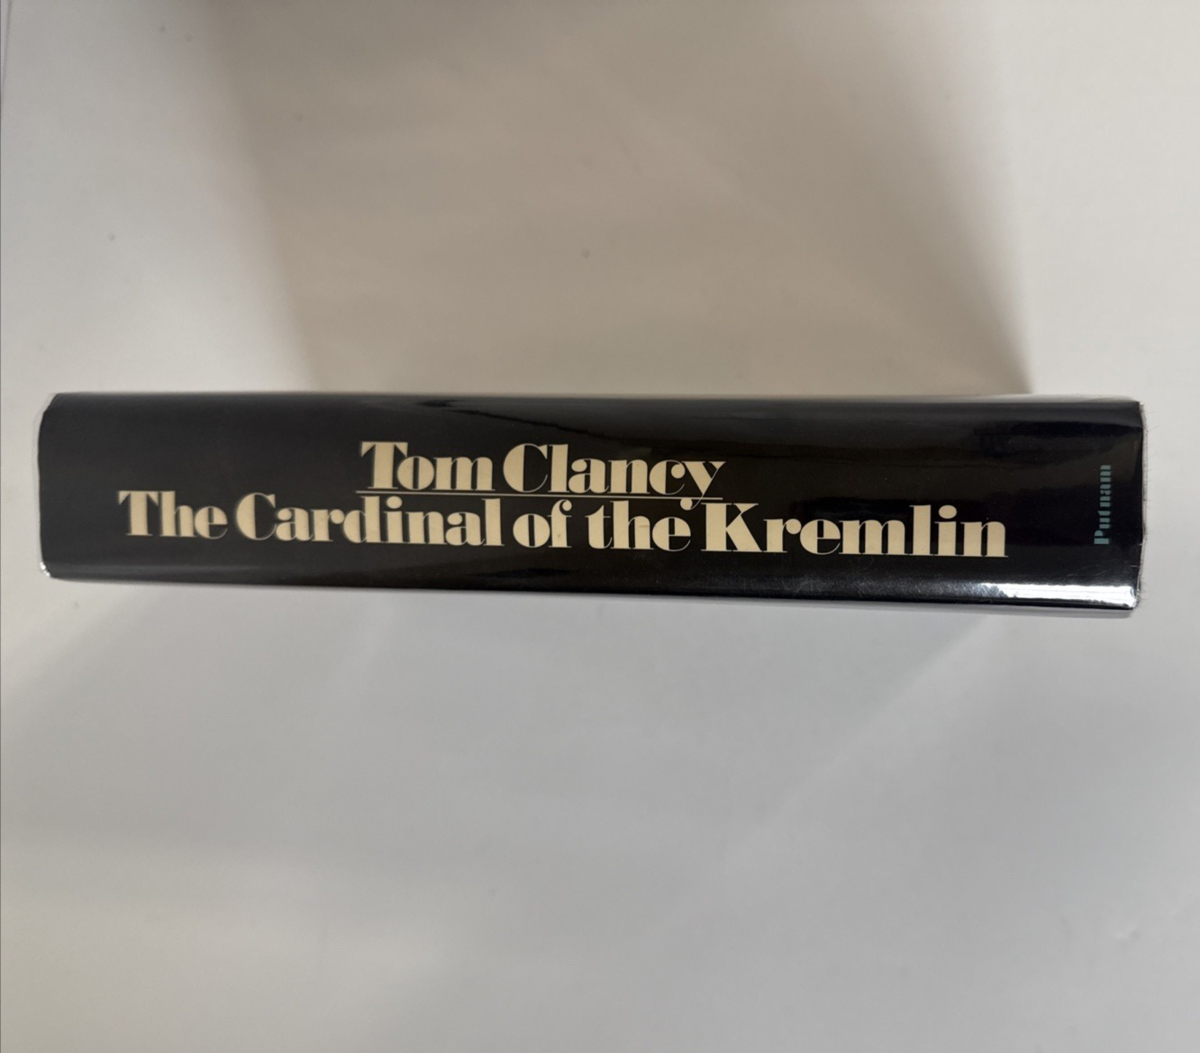 Tom Clancy
The Cardinal of the Kremlin
Putnam